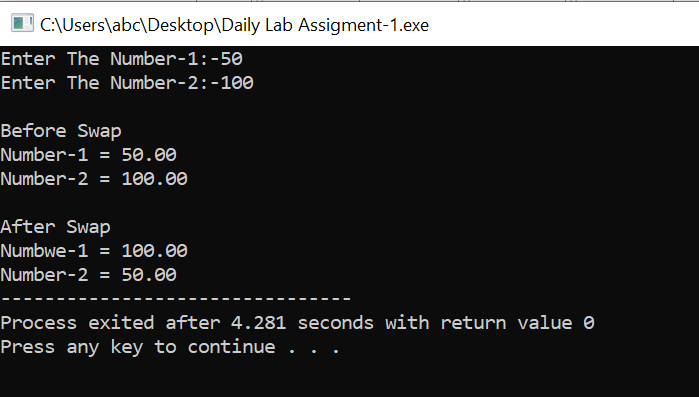 C:\Users\abc\Desktop\Daily Lab Assigment-1.exe
Enter The Number-1:-50
Enter The Number-2:-100
Before Swap
Number-1 = 50.00
Number-2 = 100.00
After Swap
Numbwe-1 = 100.00
Number-2 = 50.00
--------------------------------
Process exited after 4.281 seconds with return value 0
Press any key to continue . . .